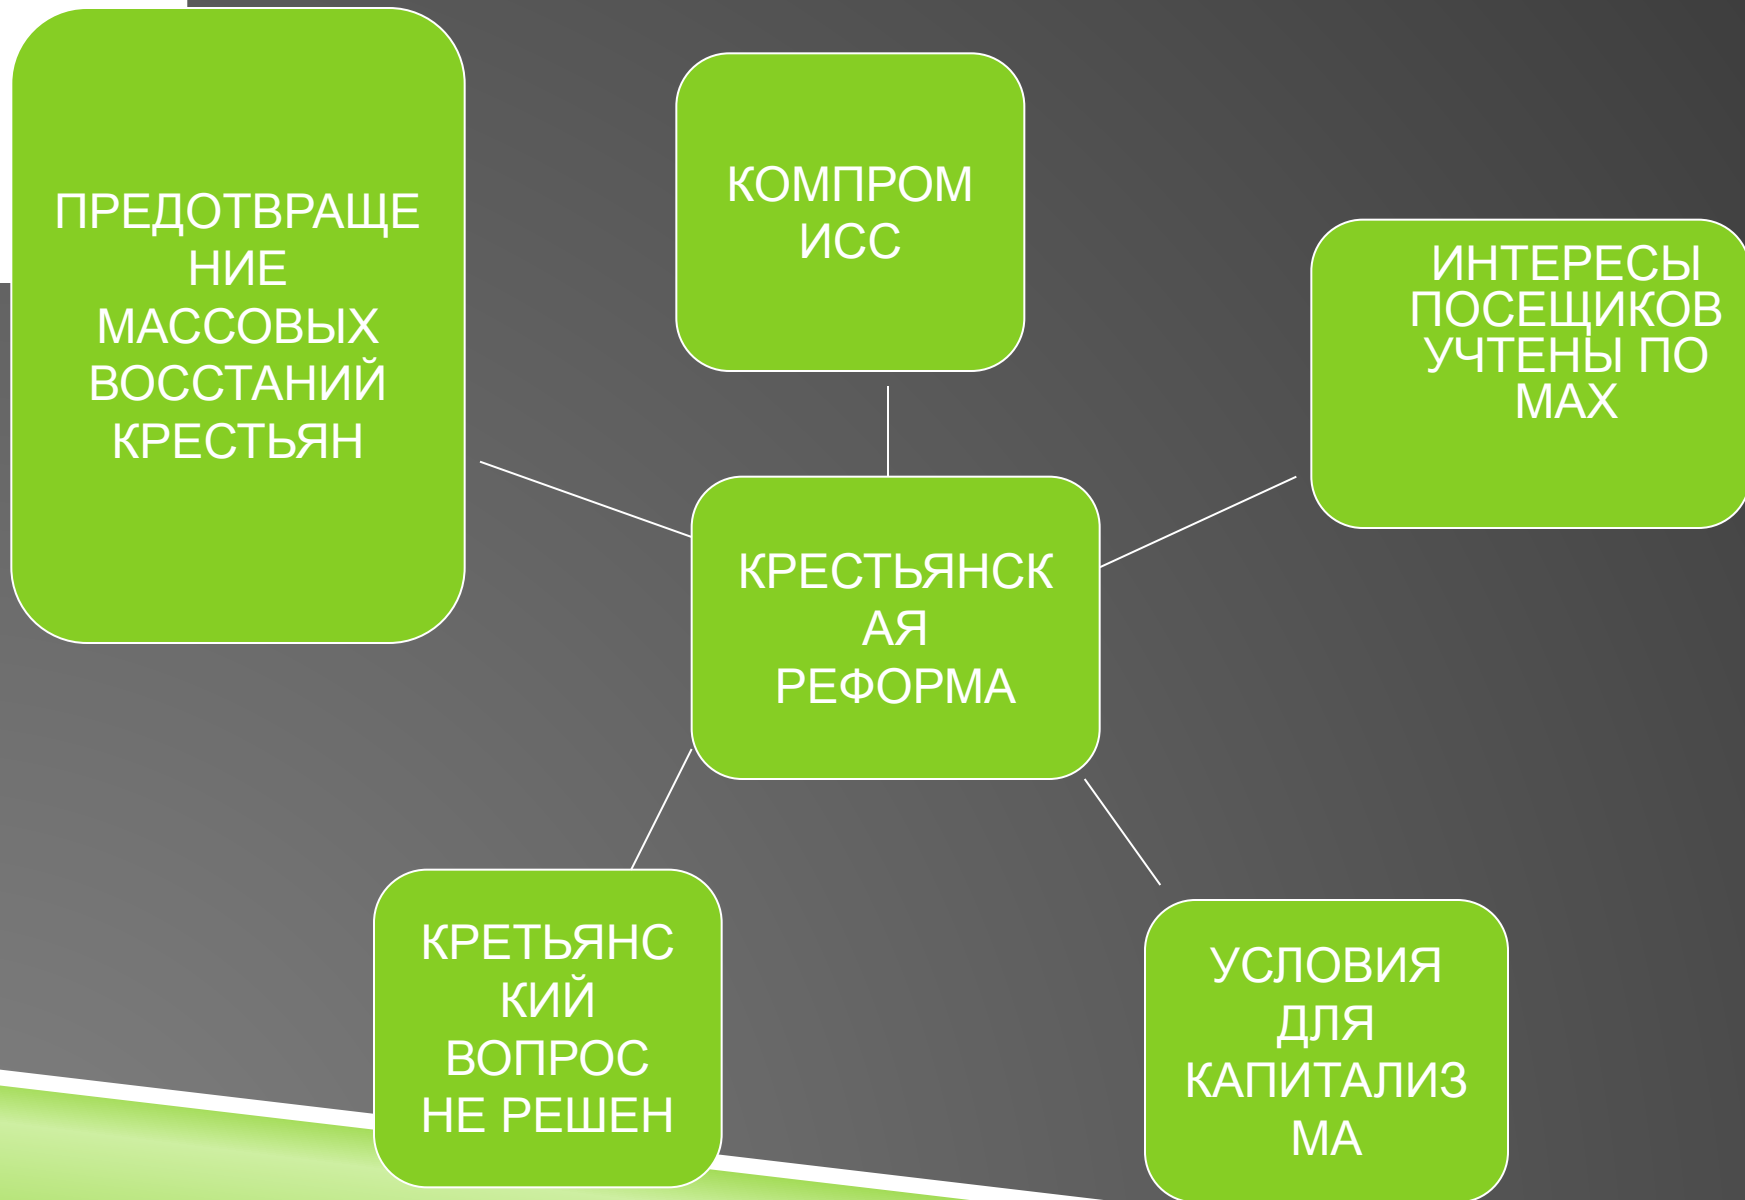 ПРЕДОТВРАЩЕ
НИЕ
МАССОВЫХ
ВОССТАНИЙ
КРЕСТЬЯН
КОМПРОМ
ИСС
ИНТЕРЕСЫ
ПОСЕЩИКОВ
УЧТЕНЫ ПО
МАХ
КРЕСТЬЯНСК
АЯ
РЕФОРМА
КРЕТЬЯНС
КИЙ
ВОПРОС
НЕ РЕШЕН
УСЛОВИЯ
ДЛЯ
КАПИТАЛИЗ
МА